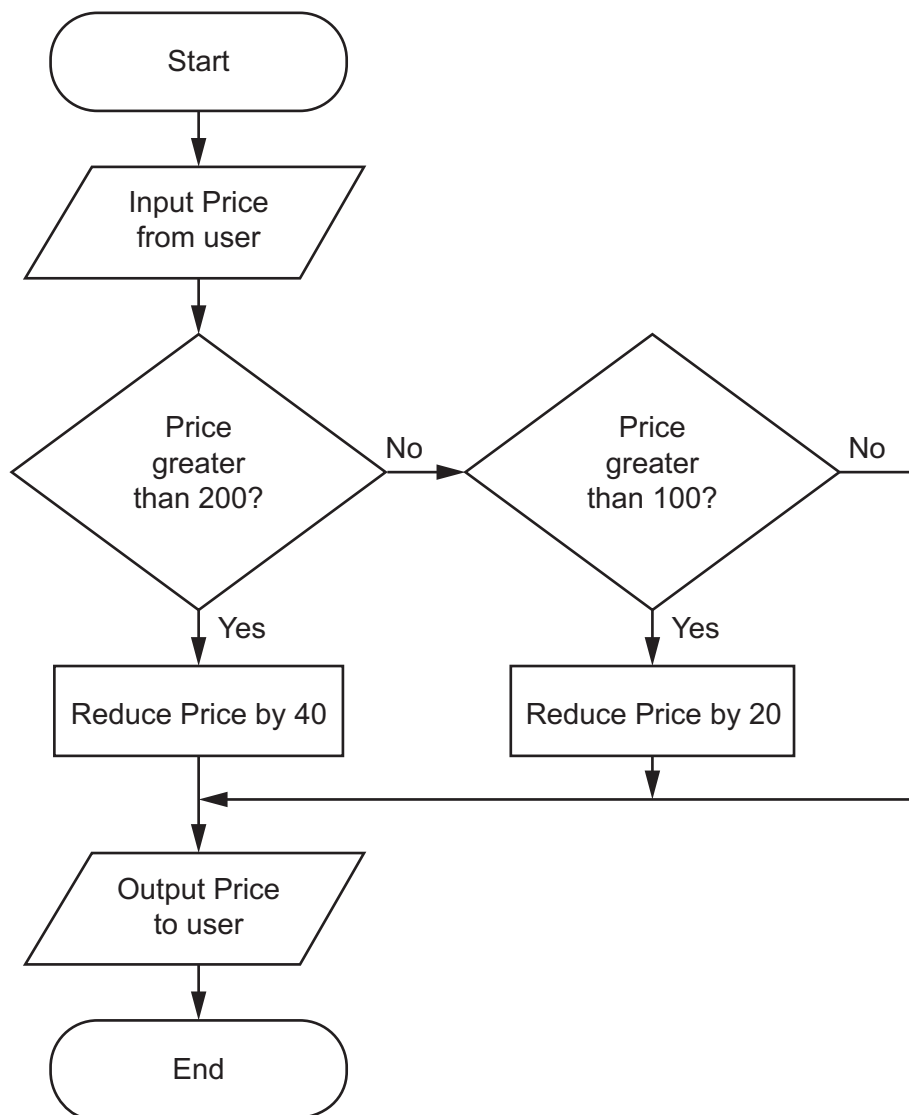 Start
Input Price
from user
Price
greater
than 200?
No
Price
greater
than 100?
No
Yes
Yes
Reduce Price by 40
Reduce Price by 20
Output Price
to user
End